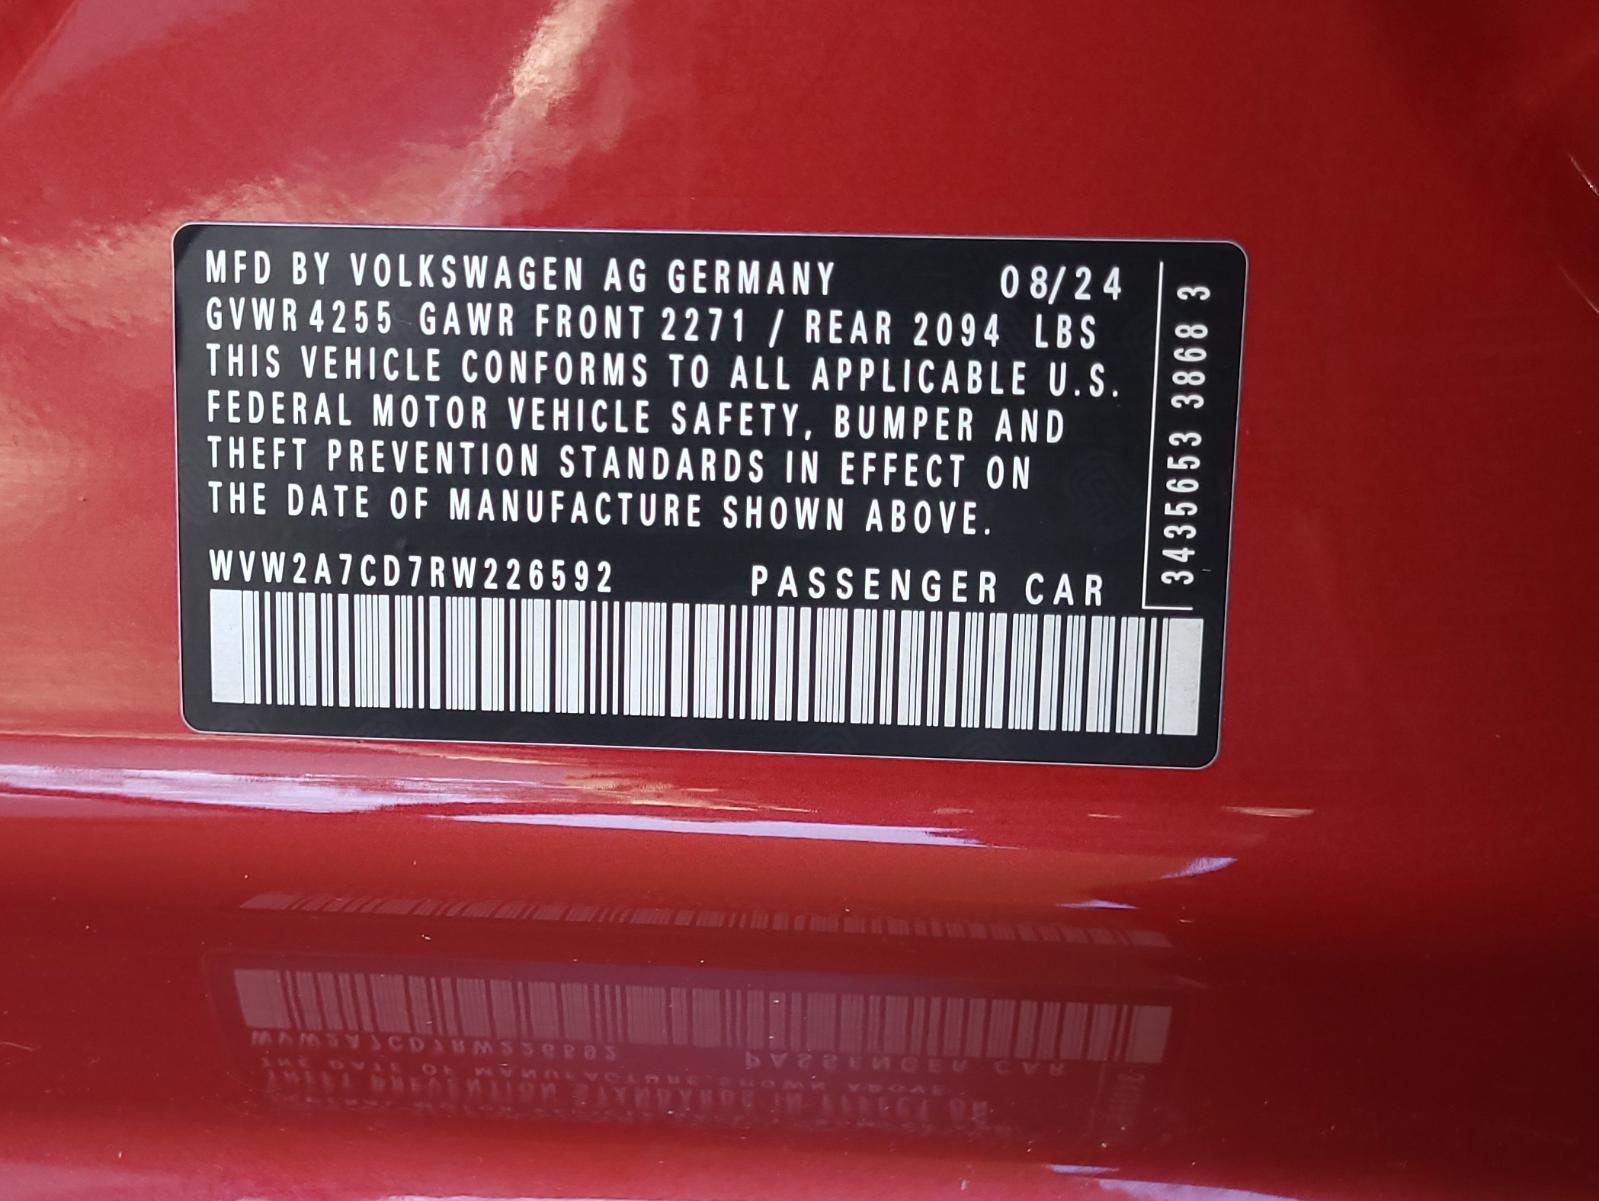 MFD BY VOLKSWAGEN AG GERMANY 08/24
GVWR 4255 GAWR FRONT 2271 / REAR 2094 LBS
THIS VEHICLE CONFORMS TO ALL APPLICABLE U.S.
FEDERAL MOTOR VEHICLE SAFETY, BUMPER AND
THEFT PREVENTION STANDARDS IN EFFECT ON
THE DATE OF MANUFACTURE SHOWN ABOVE.
WVW2A7CD7RW226592 PASSENGER CAR
3435653 3868 3